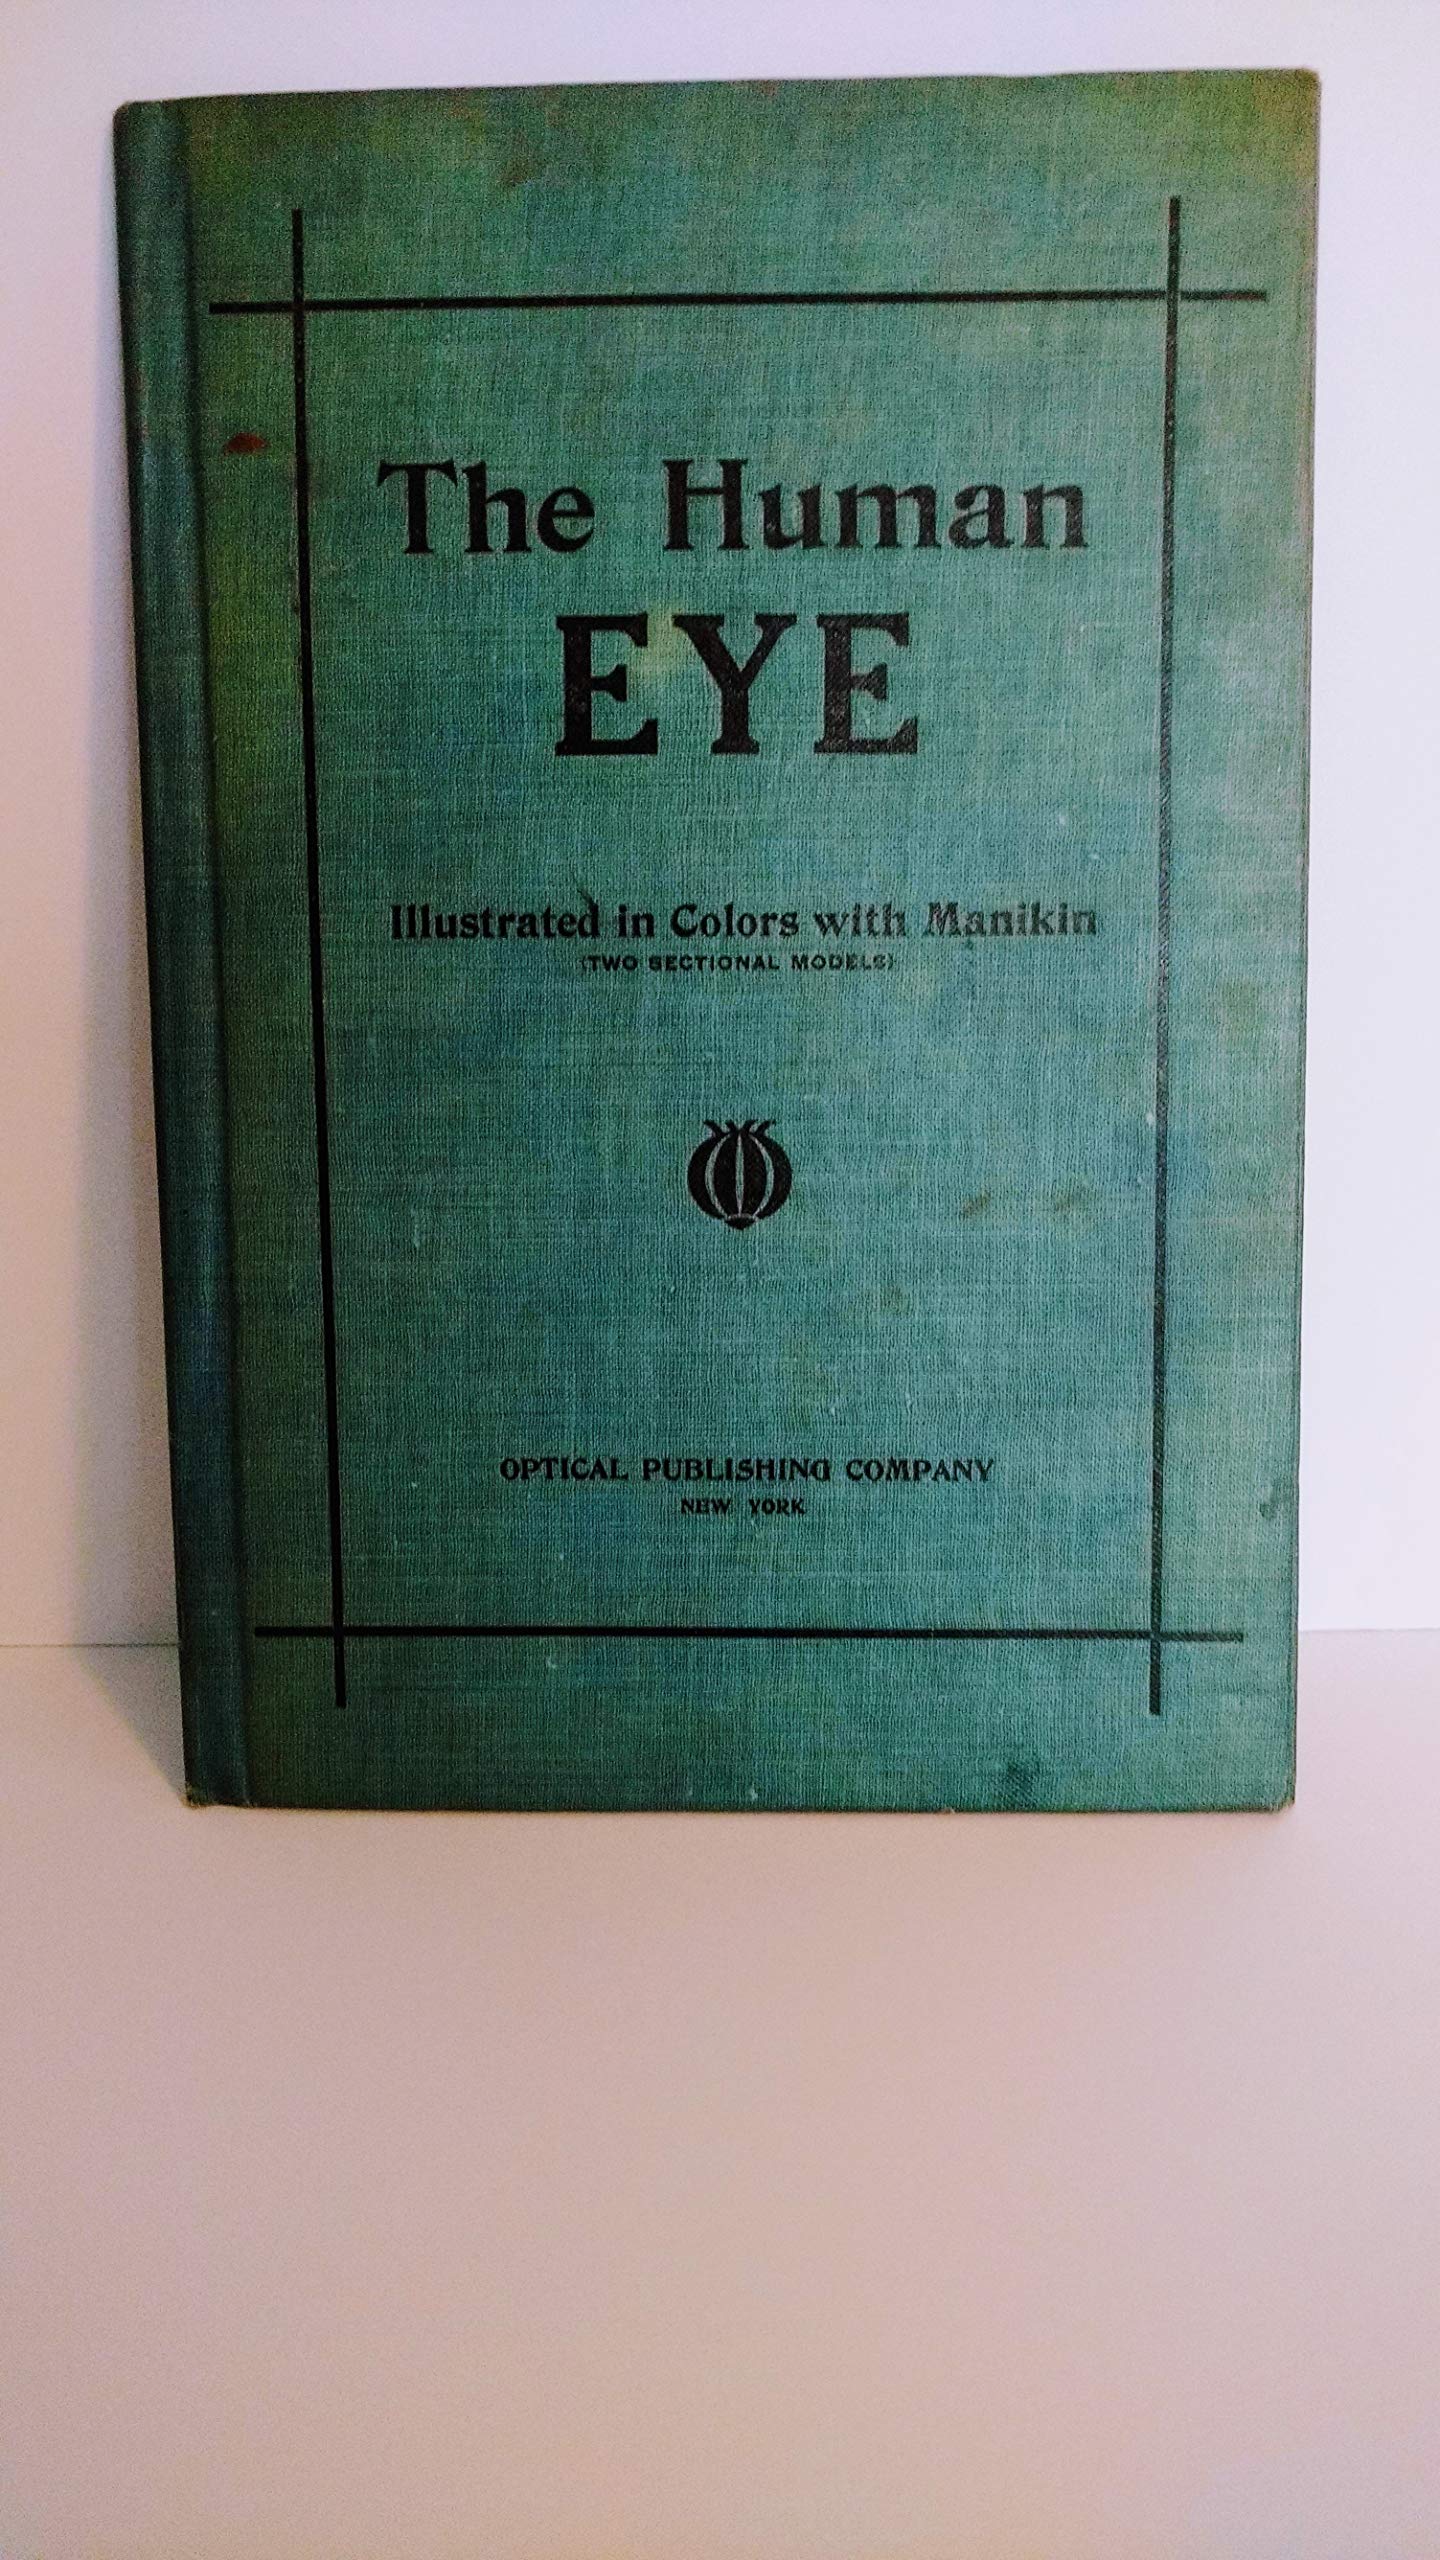 The Human
EYE
Illustrated in Colors with Manikin
(TWO SECTIONAL MODELS)
OPTICAL PUBLISHING COMPANY
NEW YORK